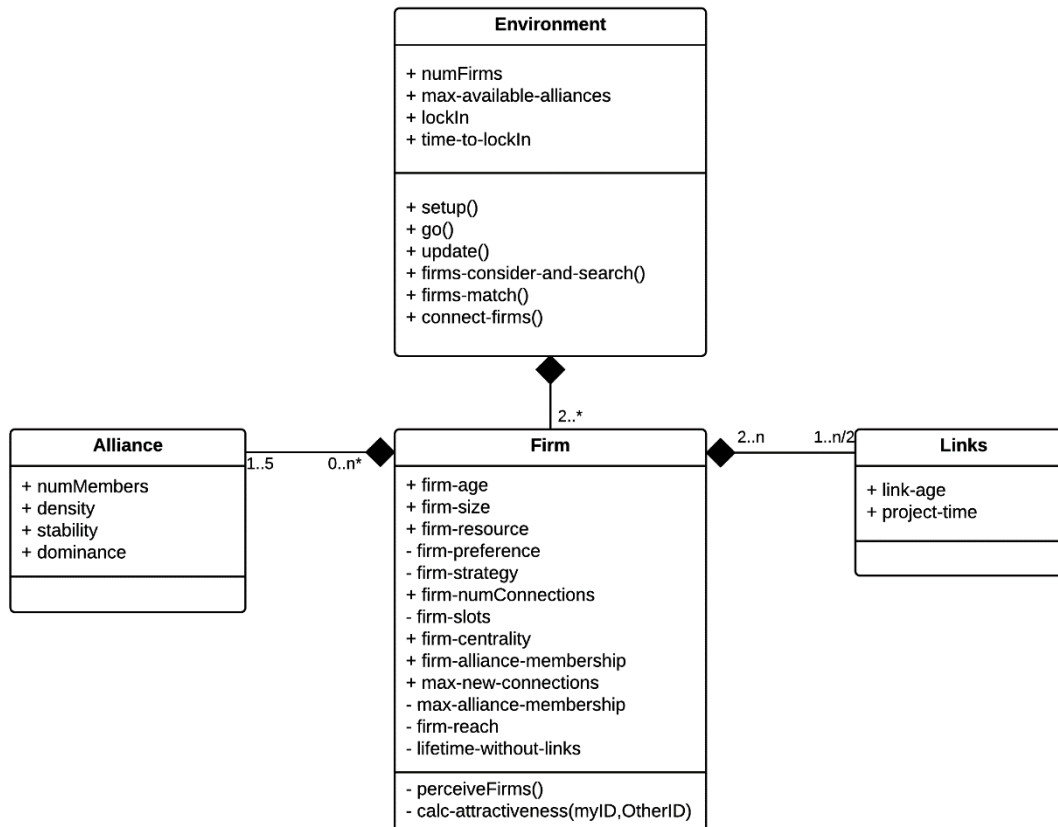 Environment
+ numFirms
+ max-available-alliances
+ lockIn
+ time-to-lockIn
+ setup()
+ go()
+ update()
+ firms-consider-and-search()
+ firms-match()
+ connect-firms()
2..*
Alliance
+ numMembers
+ density
+ stability
+ dominance
1..5
0..n*
Firm
+ firm-age
+ firm-size
+ firm-resource
- firm-preference
- firm-strategy
+ firm-numConnections
- firm-slots
+ firm-centrality
+ firm-alliance-membership
+ max-new-connections
- max-alliance-membership
- firm-reach
- lifetime-without-links
- perceiveFirms()
- calc-attractiveness(myID,OtherID)
2..n
1..n/2
Links
+ link-age
+ project-time